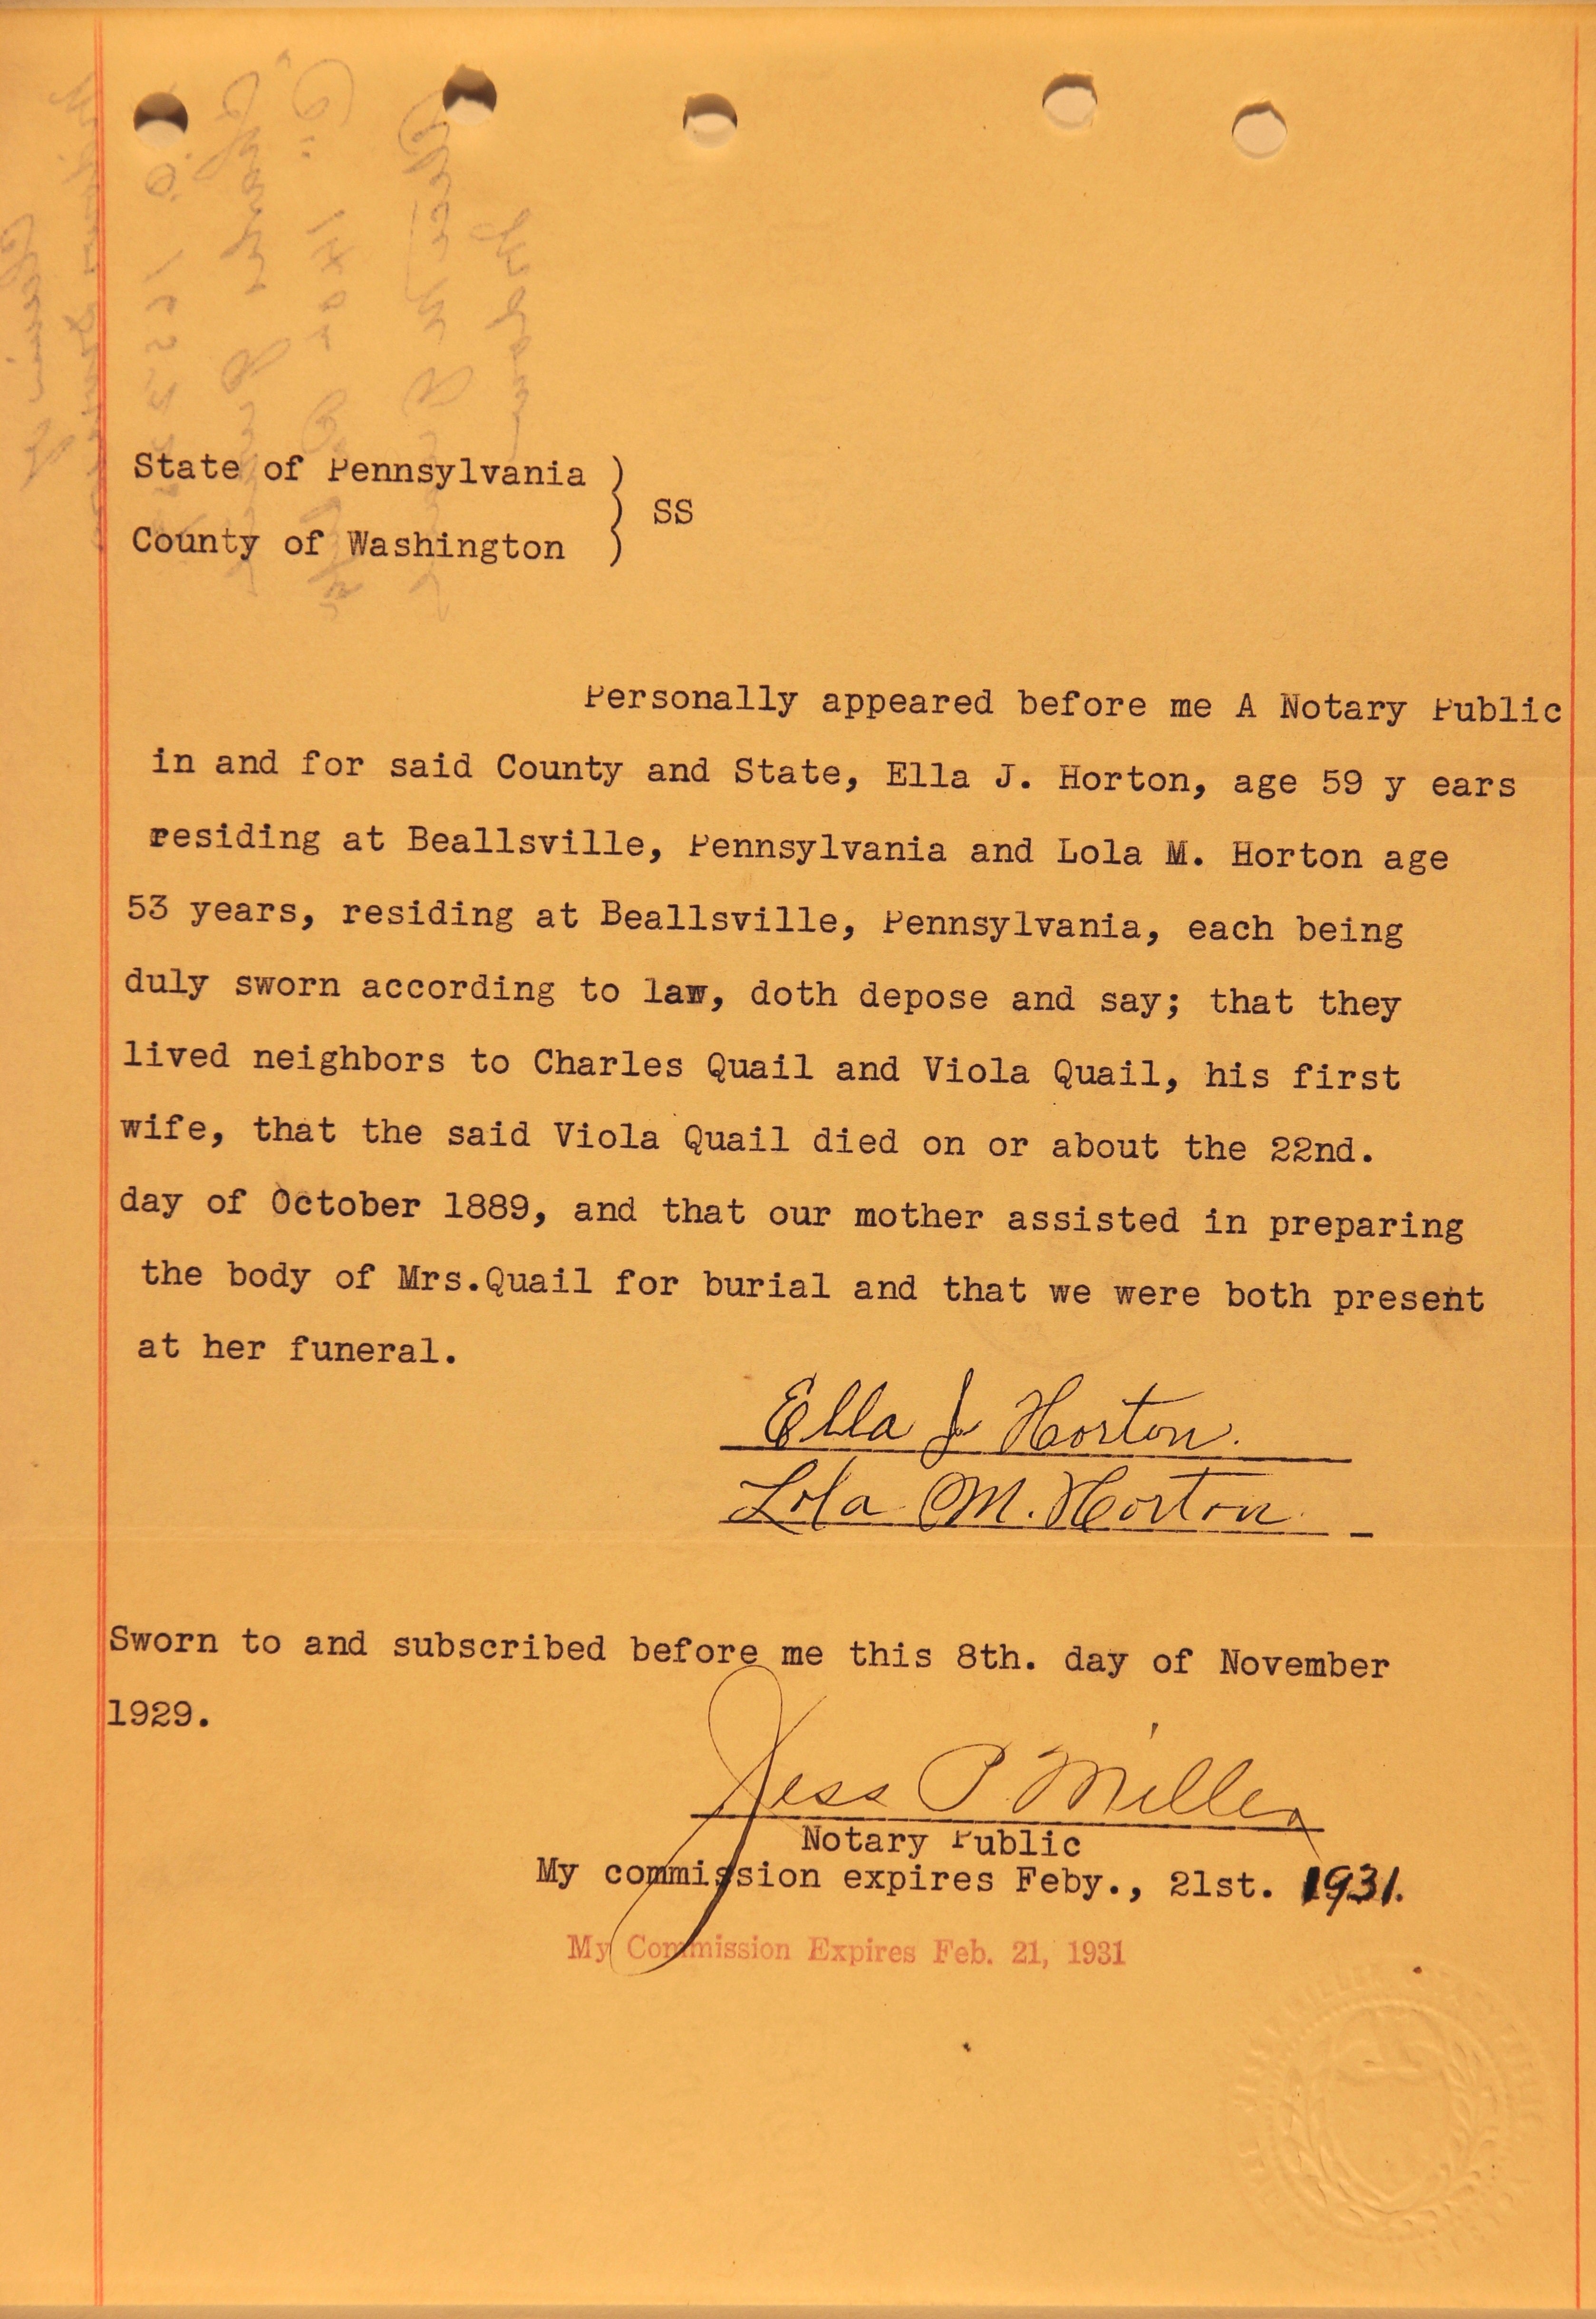 State of Pennsylvania )
) SS
County of Washington )
Personally appeared before me A Notary Public
in and for said County and State, Ella J. Horton, age 59 y ears
residing at Beallsville, Pennsylvania and Lola M. Horton age
53 years, residing at Beallsville, Pennsylvania, each being
duly sworn according to law, doth depose and say; that they
lived neighbors to Charles Quail and Viola Quail, his first
wife, that the said Viola Quail died on or about the 22nd.
day of October 1889, and that our mother assisted in preparing
the body of Mrs.Quail for burial and that we were both present
at her funeral.
Ella J Horton.
Lola M. Horton.
Sworn to and subscribed before me this 8th. day of November
1929.
Jess P. Miller
Notary Public
My commission expires Feby., 21st. 1931.
My Commission Expires Feb. 21, 1931